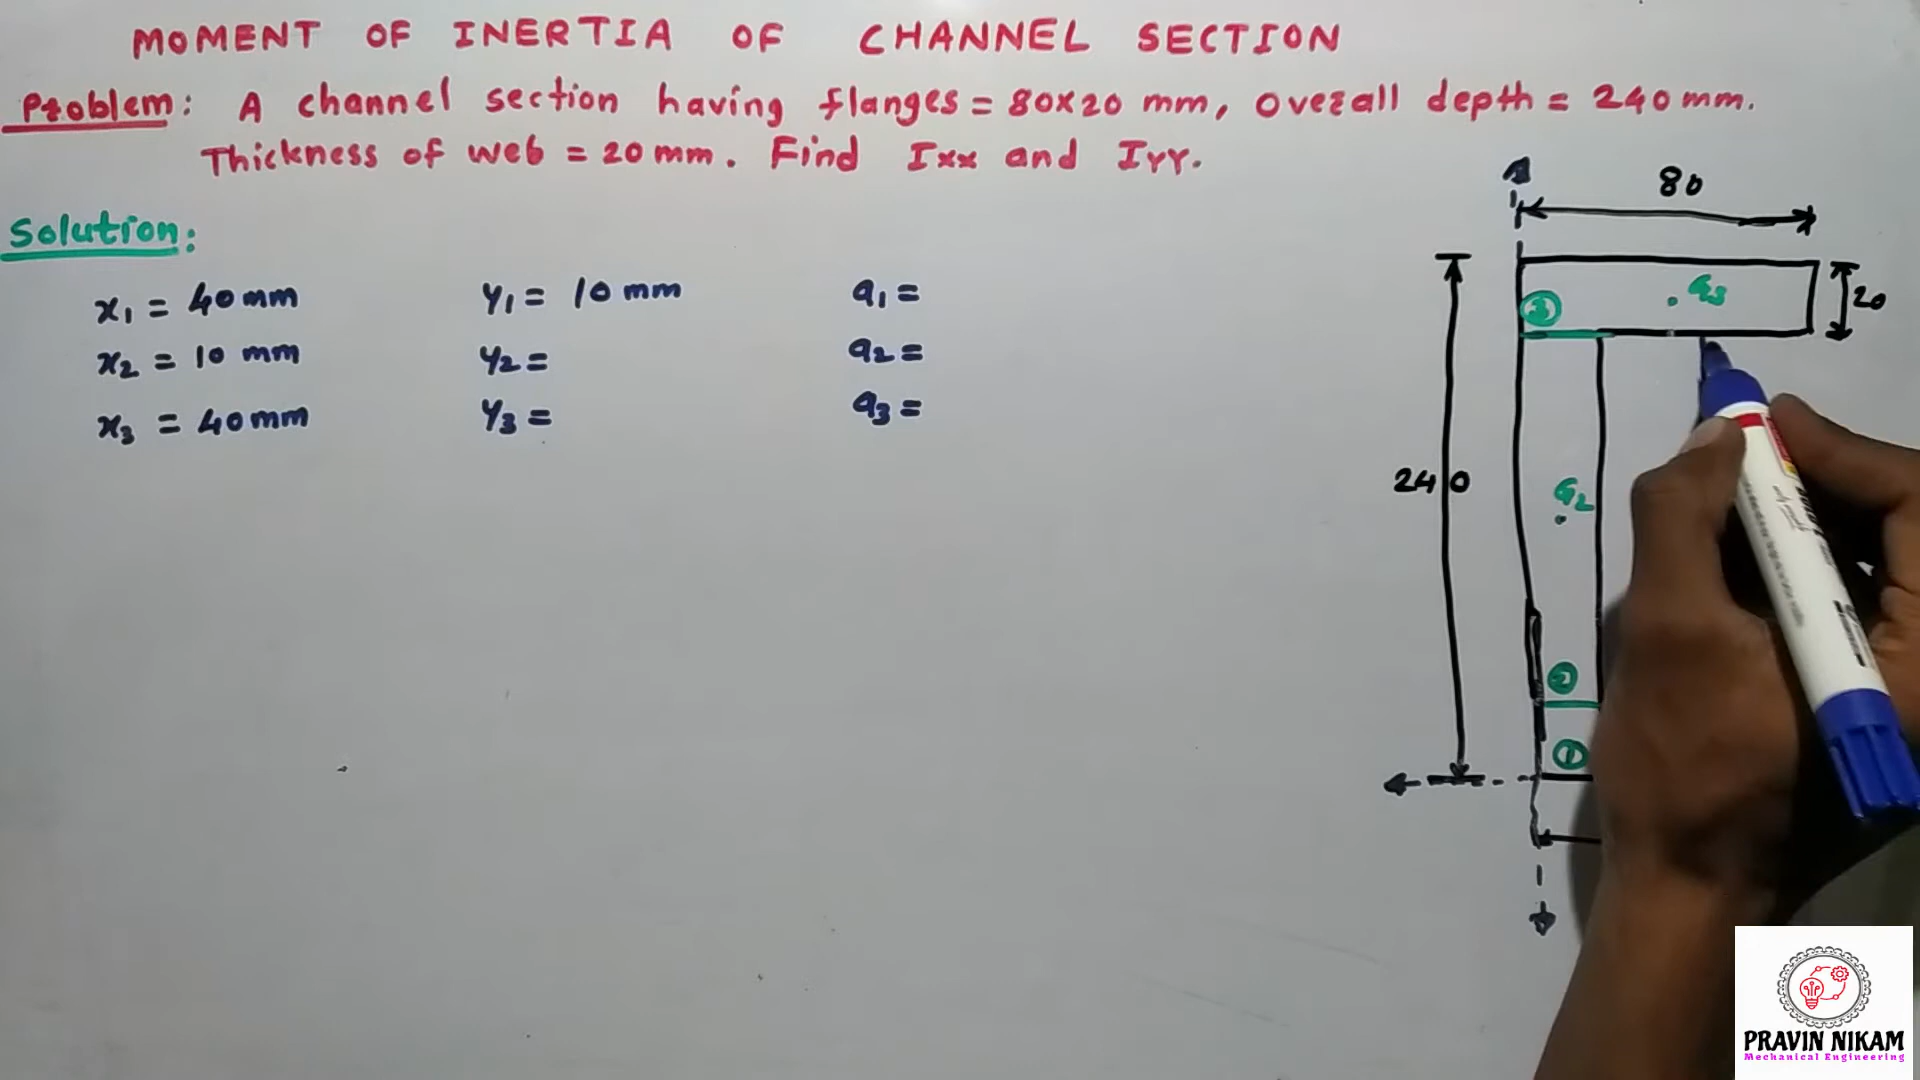 MOMENT OF INERTIA OF CHANNEL SECTION
Problem: A channel section having flanges = 80x20 mm, overall depth = 240 mm.
Thickness of web = 20 mm. Find Ixx and IYY.
Solution:
x1 = 40 mm
y1 = 10 mm
a1 =
x2 = 10 mm
y2 =
a2 =
x3 = 40 mm
y3 =
a3 =
80
3
G3
20
240
G2
2
1
PRAVIN NIKAM
Mechanical Engineering